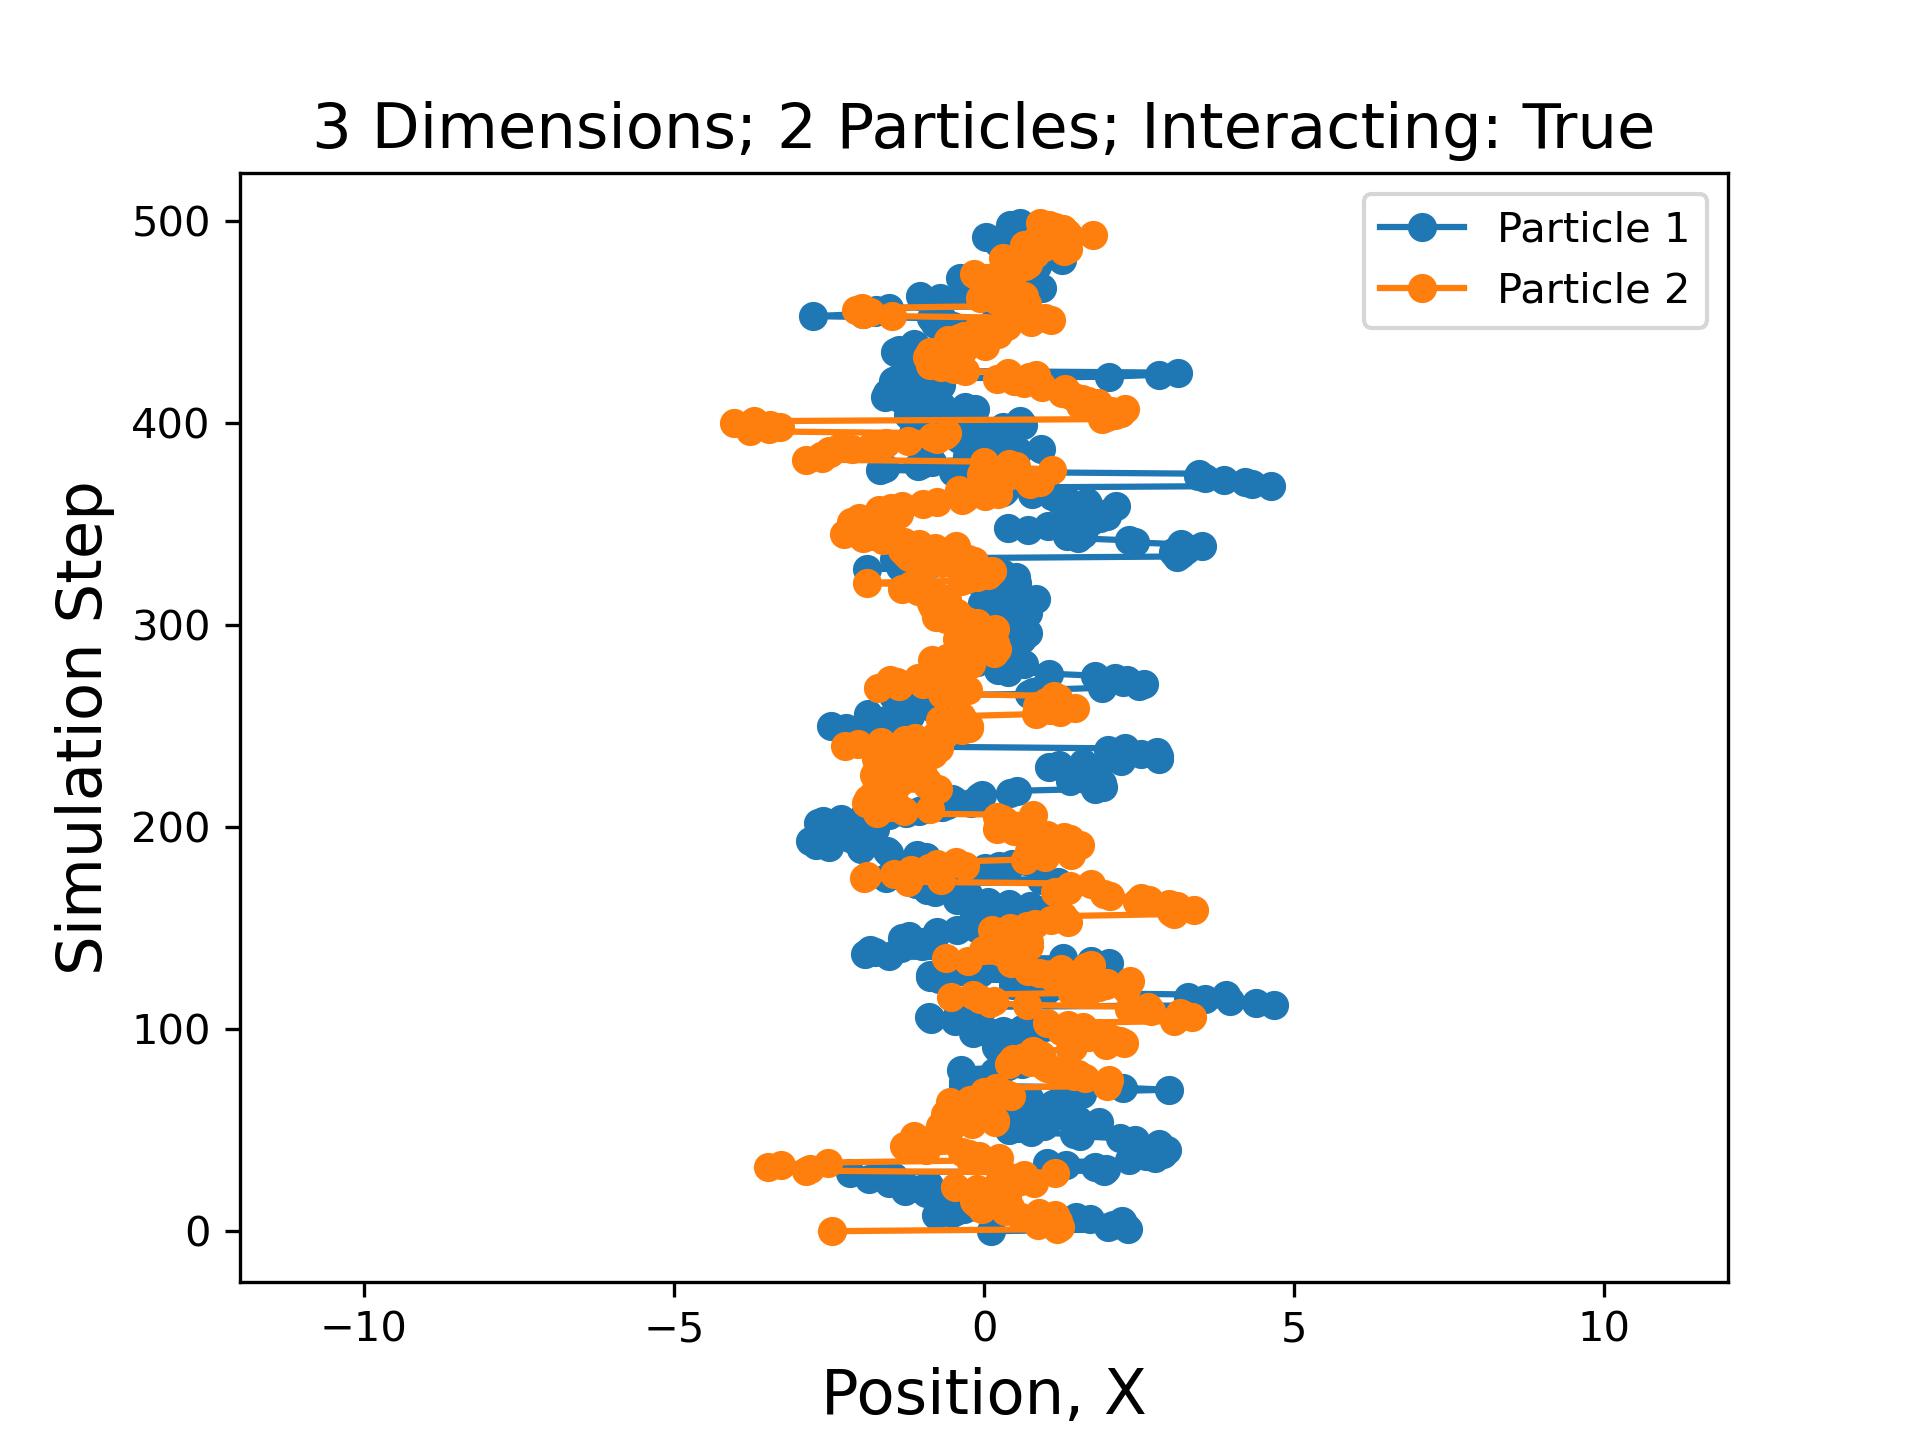 3 Dimensions; 2 Particles; Interacting: True
Particle 1
Particle 2
Simulation Step
500
400
300
200
100
0
−10
−5
0
5
10
Position, X